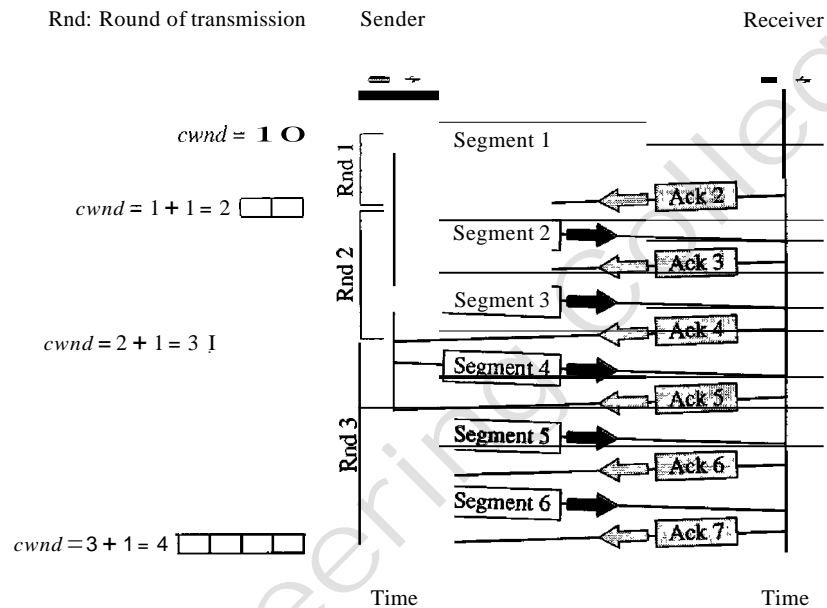 Rnd: Round of transmission Sender Receiver
cwnd = 1 0
Rnd 1
Segment 1
Ack 2
cwnd = 1 + 1 = 2
Rnd 2
Segment 2
Ack 3
Segment 3
Ack 4
cwnd = 2 + 1 = 3 I
Segment 4
Ack 5
Rnd 3
Segment 5
Ack 6
Segment 6
Ack 7
cwnd = 3 + 1 = 4
Time Time